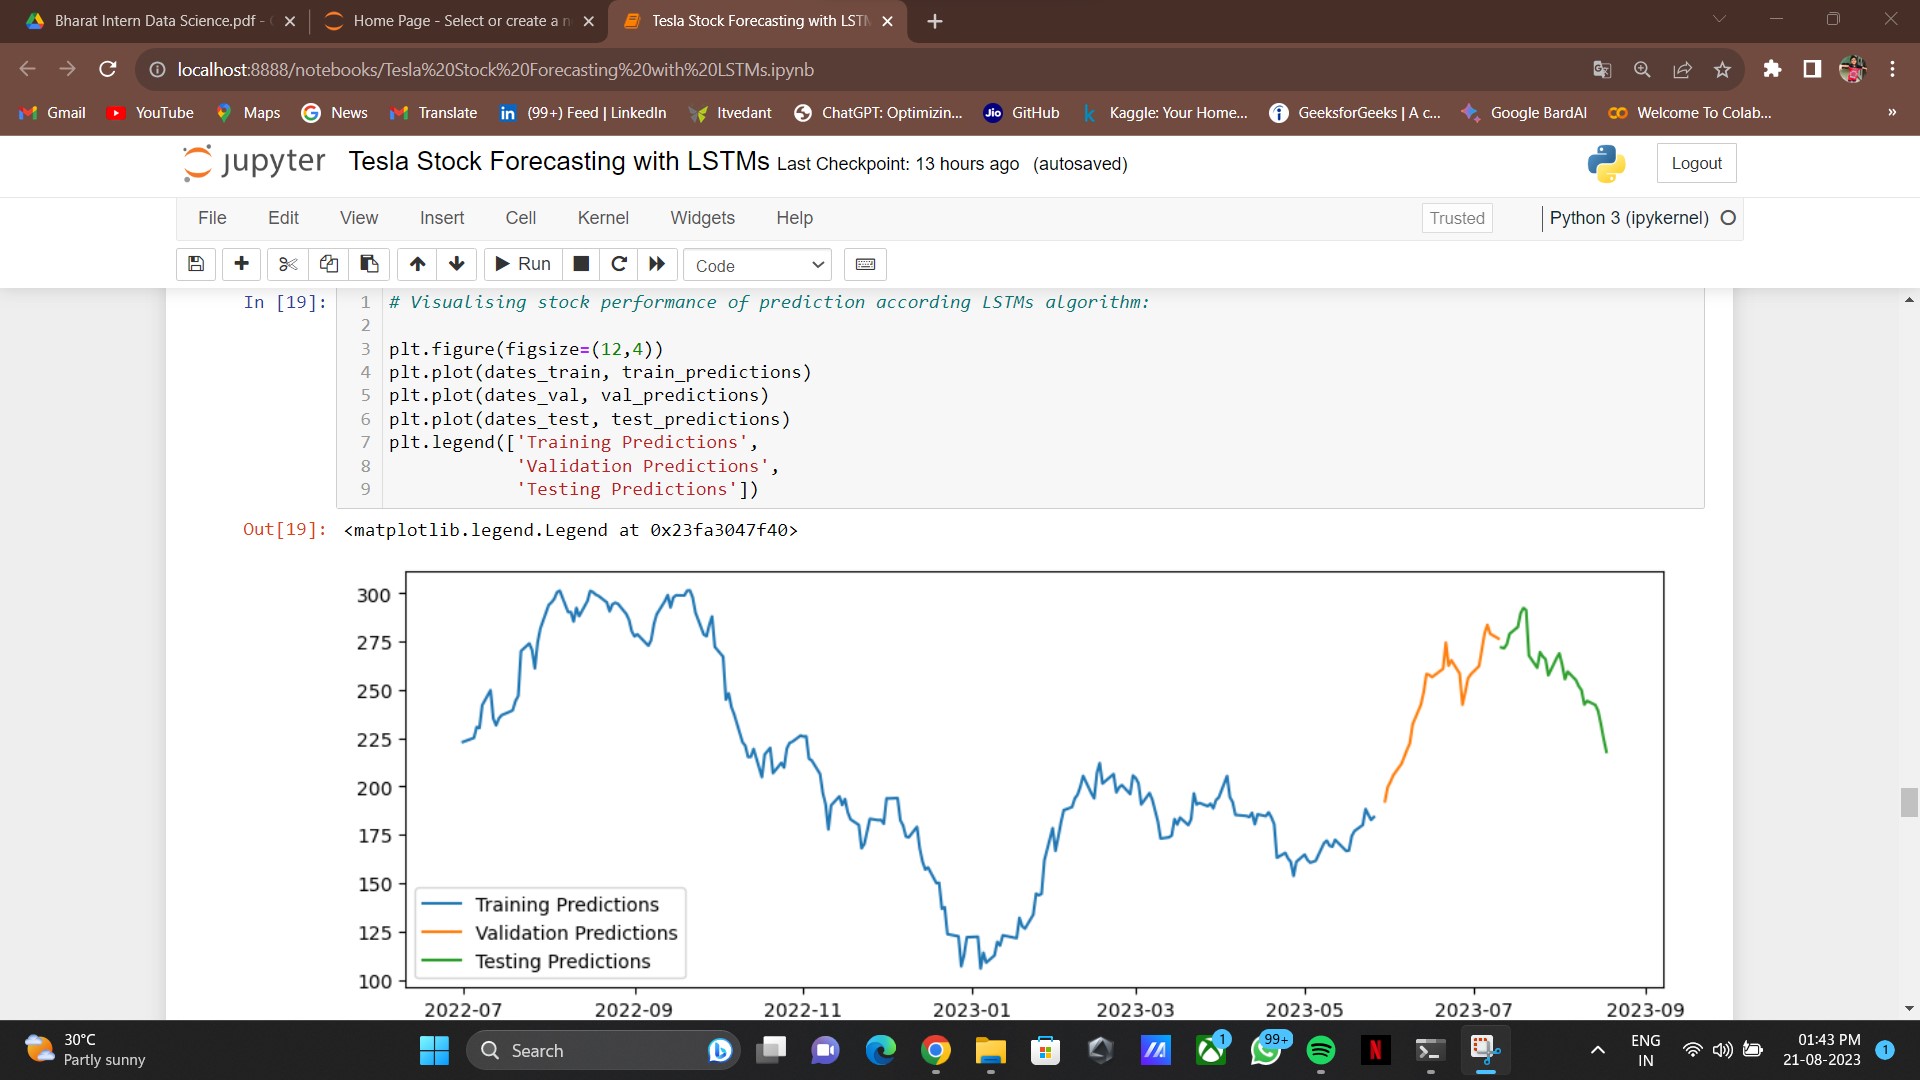 Bharat Intern Data Science.pdf -
Home Page - Select or create a n
Tesla Stock Forecasting with LSTM
localhost:8888/notebooks/Tesla%20Stock%20Forecasting%20with%20LSTMs.ipynb
Gmail YouTube Maps News Translate (99+) Feed | LinkedIn Itvedant ChatGPT: Optimizin... Jio GitHub Kaggle: Your Home... GeeksforGeeks | A c... Google BardAI Welcome To Colab... »
jupyter Tesla Stock Forecasting with LSTMs Last Checkpoint: 13 hours ago (autosaved)
Logout
File Edit View Insert Cell Kernel Widgets Help Trusted Python 3 (ipykernel)
Run Code
In [19]:
1 # Visualising stock performance of prediction according LSTMs algorithm:
2
3 plt.figure(figsize=(12,4))
4 plt.plot(dates_train, train_predictions)
5 plt.plot(dates_val, val_predictions)
6 plt.plot(dates_test, test_predictions)
7 plt.legend(['Training Predictions',
8 'Validation Predictions',
9 'Testing Predictions'])
Out[19]: <matplotlib.legend.Legend at 0x23fa3047f40>
300
275
250
225
200
175
150
125
100
Training Predictions
Validation Predictions
Testing Predictions
2022-07 2022-09 2022-11 2023-01 2023-03 2023-05 2023-07 2023-09
30°C
Partly sunny
Search
1
99+
ENG
IN
01:43 PM
21-08-2023
1